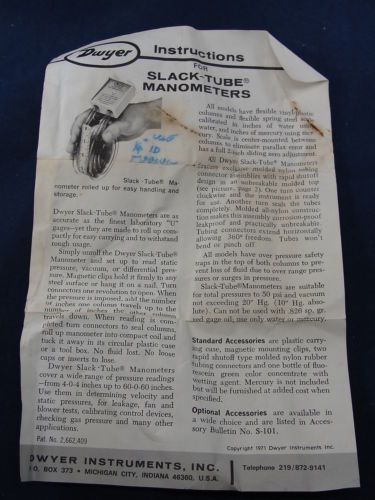 Dwyer
Instructions
FOR
SLACK-TUBE®
MANOMETERS
Slack-Tube® Ma-
nometer rolled up for easy handling and
storage.
Dwyer Slack-Tube® Manometers are as
accurate as the finest laboratory "U"
gages—yet they are made to roll up com-
pactly for easy carrying and to withstand
rough usage.
Simply unroll the Dwyer Slack-Tube®
Manometer and set up to read static
pressure, vacuum, or differential pres-
sure. Magnetic clips hold it firmly to any
steel surface or hang it on a nail. Turn
connectors one revolution to open. When
the pressure is imposed, add the number
of inches one column travels up to the
number of inches the other column
travels down. When reading is com-
pleted turn connectors to seal columns,
roll up manometer into compact coil and
tuck it away in its circular plastic case
or a tool box. No fluid lost. No loose
caps or inserts to lose.
Dwyer Slack-Tube® Manometers
cover a wide range of pressure readings
—from 4-0-4 inches up to 60-0-60 inches.
Use them in determining velocity and
static pressures, for leakage, fan and
blower tests, calibrating control devices,
checking gas pressure and many other
applications.
Pat. No. 2,662,409
All models have flexible vinyl plastic
columns and flexible spring steel scale
calibrated in inches of water
water, and inches of mercury using mer-
cury. Scale is center-mounted between
columns to eliminate parallax error and
has a full 2-inch sliding zero adjustment.
All Dwyer Slack-Tube® Manometers
feature exclusive molded nylon tubing
connector assemblies with rapid shutoff
design in an unbreakable molded top
(see picture, Page 2). One turn counter
clockwise and the instrument is ready
for use. Another turn seals the tubes
completely. Molded all-nylon construc-
tion makes this assembly corrosion-proof
leakproof and practically unbreakable.
Tubing connectors extend horizontally
allowing 360° freedom. Tubes won't
bend or pinch off.
All models have over pressure safety
traps in the top of both columns to pre-
vent loss of fluid due to over range pres-
sures or surges in pressure.
Slack-Tube® Manometers are suitable
for total pressures to 50 psi and vacuum
not exceeding 20" Hg. (10" Hg. abso-
lute). Can not be used with .826 sp. gr.
red gage oil, use only water or mercury.
Standard Accessories are plastic carry-
ing case, magnetic mounting clips, two
rapid shutoff type molded nylon rubber
tubing connectors and one bottle of fluo-
rescein green color concentrate with
wetting agent. Mercury is not included
but will be furnished at added cost when
specified.
Optional Accessories are available in
a wide choice and are listed in Acces-
sory Bulletin No. S-101.
Copyright 1971 Dwyer Instruments Inc.
DWYER INSTRUMENTS, INC.
P.O. BOX 373 • MICHIGAN CITY, INDIANA 46360, U.S.A.
Telephone 219/872-9141